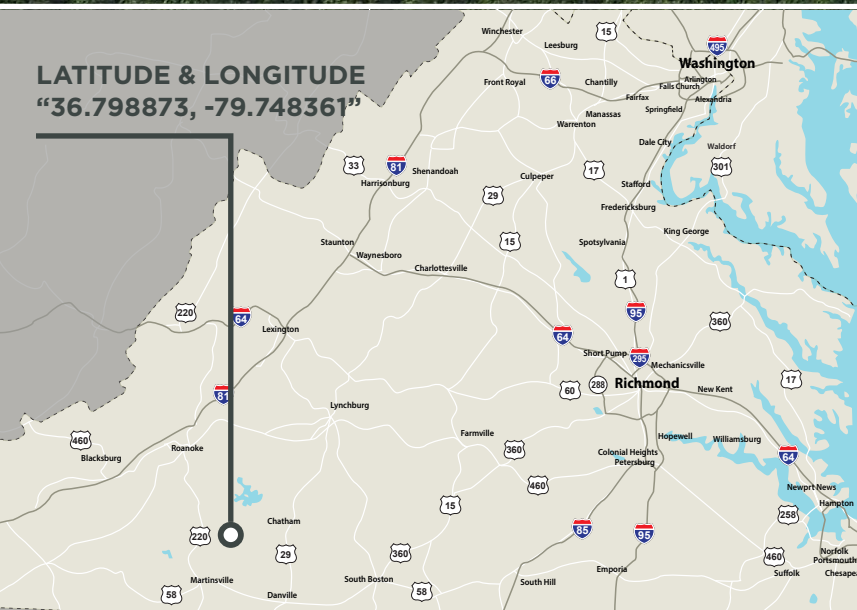 LATITUDE & LONGITUDE
“36.798873, -79.748361”
Winchester
15
Leesburg
495
Washington
Front Royal
66
Chantilly
Arlington
Falls Church
Fairfax
Alexandria
Springfield
Manassas
Warrenton
Dale City
Waldorf
33
81
Shenandoah
Harrisonburg
Culpeper
17
301
Stafford
29
Fredericksburg
King George
Staunton
15
Spotsylvania
Waynesboro
Charlottesville
1
220
64
95
360
Lexington
64
Short Pump
295
Mechanicsville
17
81
60
288
Richmond
New Kent
Lynchburg
460
Blacksburg
Roanoke
Farmville
360
Hopewell
Williamsburg
Colonial Heights
Petersburg
64
460
Newprt News
15
Hampton
258
Chatham
220
29
360
85
95
Norfolk
460
Portsmouth
Suffolk
Chesapea
Martinsville
South Boston
58
Danville
58
South Hill
Emporia